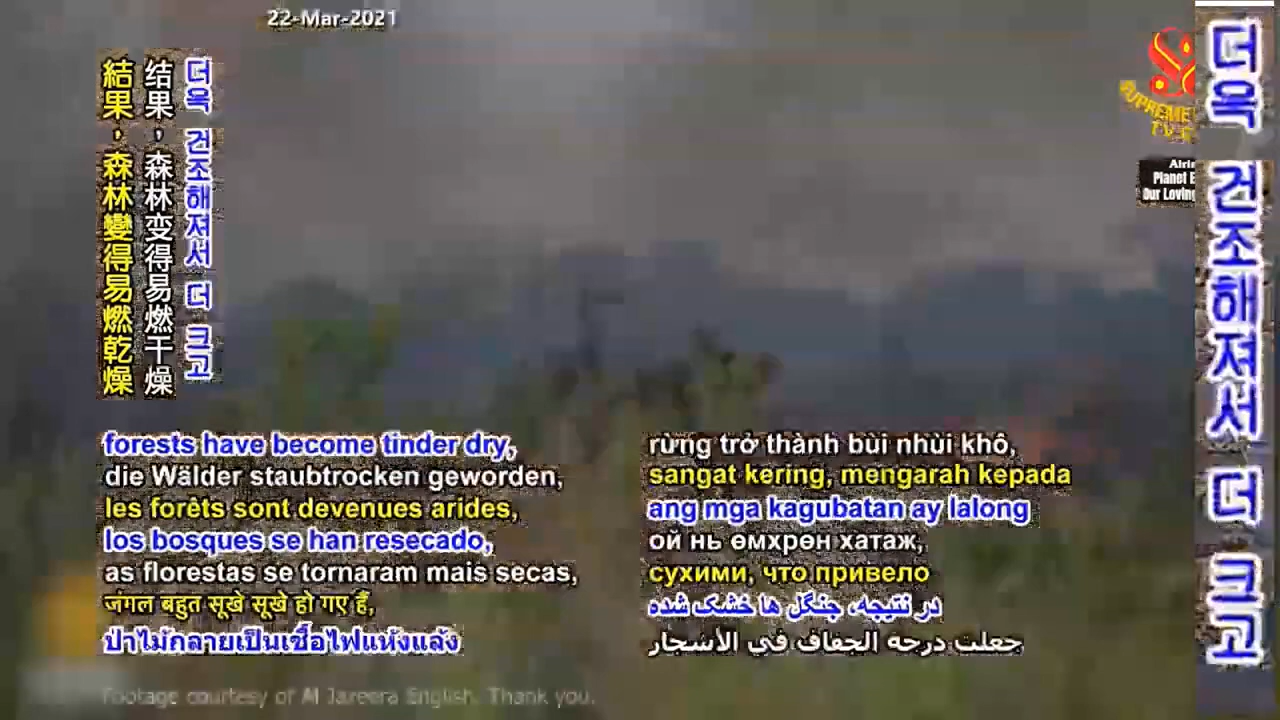 22-Mar-2021
結果，森林變得易燃乾燥
结果，森林变得易燃干燥
더욱 건조해져서 더 크고
forests have become tinder dry,
die Wälder staubtrocken geworden,
les forêts sont devenues arides,
los bosques se han resecado,
as florestas se tornaram mais secas,
जंगल बहुत सूखे सूखे हो गए हैं,
ป่าไม้กลายเป็นเชื้อไฟแห้งแล้ง
rừng trở thành bùi nhùi khô,
sangat kering, mengarah kepada
ang mga kagubatan ay lalong
ой нь өмхрөн хатаж,
сухими, что привело
در نتیجه، جنگل ها خشک شده
جعلت درجة الجفاف في الأشجار
Footage courtesy of Al Jazeera English. Thank you.
SUPREME
T.V.
Planet
Our Loving
더욱 건조해져서 더 크고